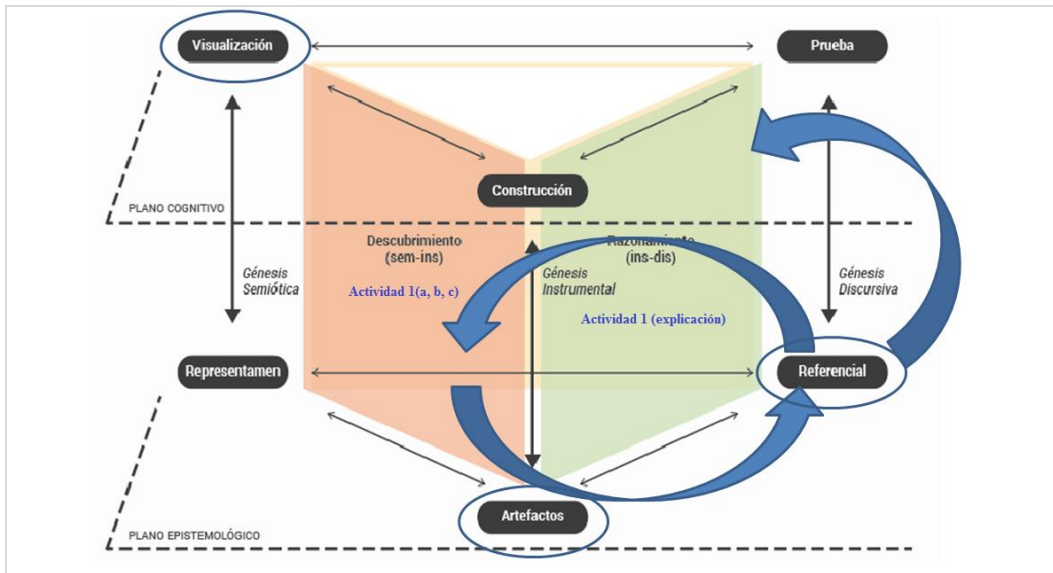 Visualización
Prueba
Construcción
PLANO COGNITIVO
Descubrimiento
(sem-ins)
Razonamiento
(ins-dis)
Génesis
Semiótica
Génesis
Instrumental
Génesis
Discursiva
Actividad 1(a, b, c)
Actividad 1 (explicación)
Representamen
Referencial
Artefactos
PLANO EPISTEMOLÓGICO